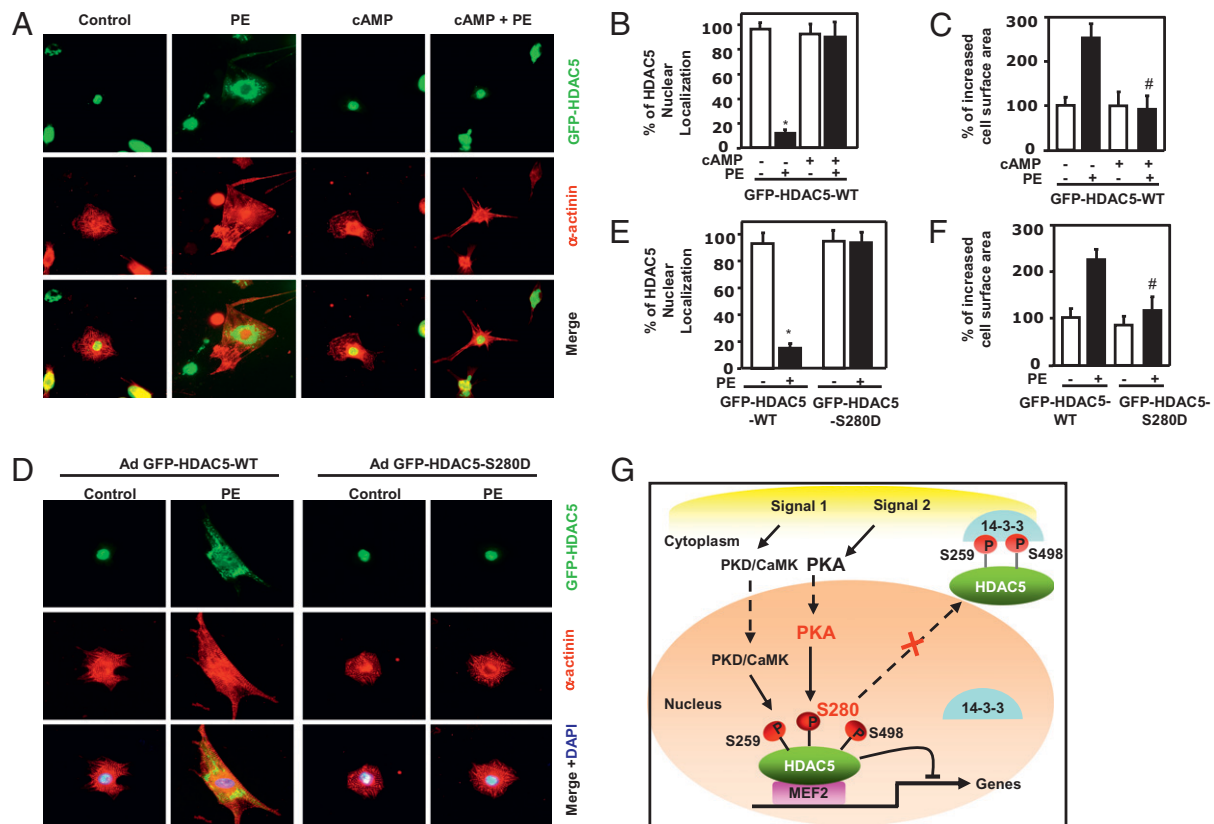 A
Control PE cAMP cAMP + PE
GFP-HDAC5
α-actinin
Merge
B
% of HDAC5
Nuclear
Localization
100
80
60
40
20
0
*
cAMP - - + +
PE - + - +
GFP-HDAC5-WT
C
% of increased
cell surface area
300
200
100
0
#
cAMP - - + +
PE - + - +
GFP-HDAC5-WT
E
% of HDAC5
Nuclear
Localization
100
80
60
40
20
0
*
PE - + - +
GFP-HDAC5
-WT
GFP-HDAC5
-S280D
F
% of increased
cell surface area
300
200
100
0
#
PE - + - +
GFP-HDAC5-
WT
GFP-HDAC5-
S280D
D
Ad GFP-HDAC5-WT Ad GFP-HDAC5-S280D
Control PE Control PE
GFP-HDAC5
α-actinin
Merge +DAPI
G
Signal 1 Signal 2
Cytoplasm
PKD/CaMK PKA
14-3-3
S259 P P S498
HDAC5
PKA
PKD/CaMK
Nucleus
S280
14-3-3
S259 P P P S498
HDAC5
MEF2
Genes